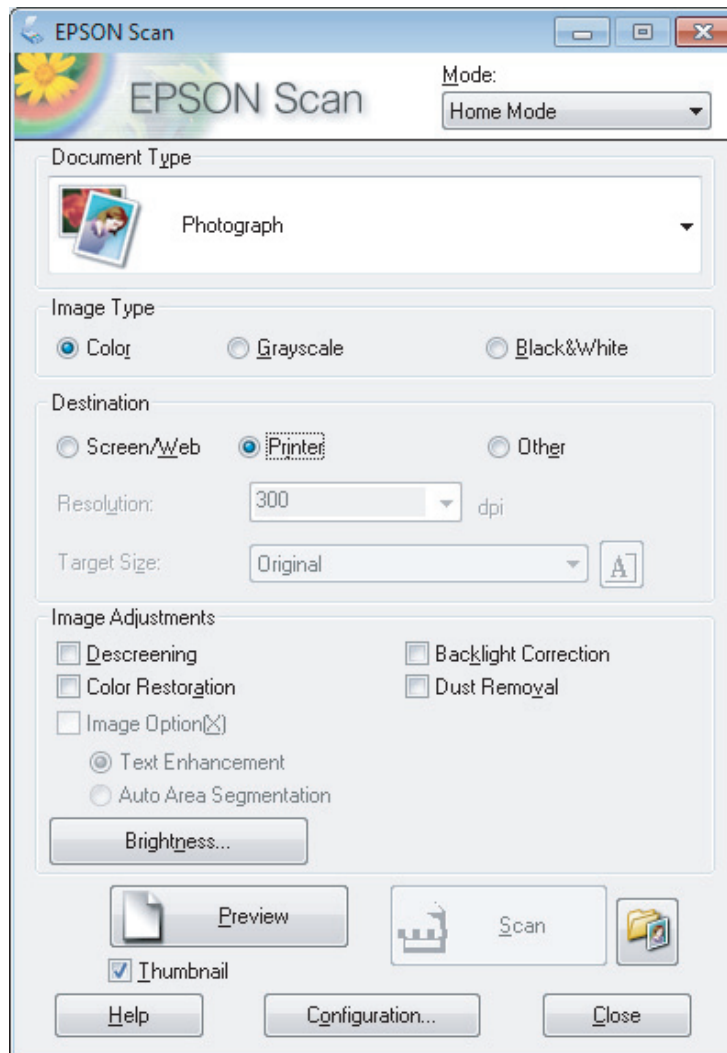 EPSON Scan
EPSON Scan
Mode:
Home Mode
Document Type
Photograph
Image Type
Color Grayscale Black&White
Destination
Screen/Web Printer Other
Resolution: 300 dpi
Target Size: Original A
Image Adjustments
Descreening Backlight Correction
Color Restoration Dust Removal
Image Option(X)
Text Enhancement
Auto Area Segmentation
Brightness...
Preview Scan
Thumbnail
Help Configuration... Close